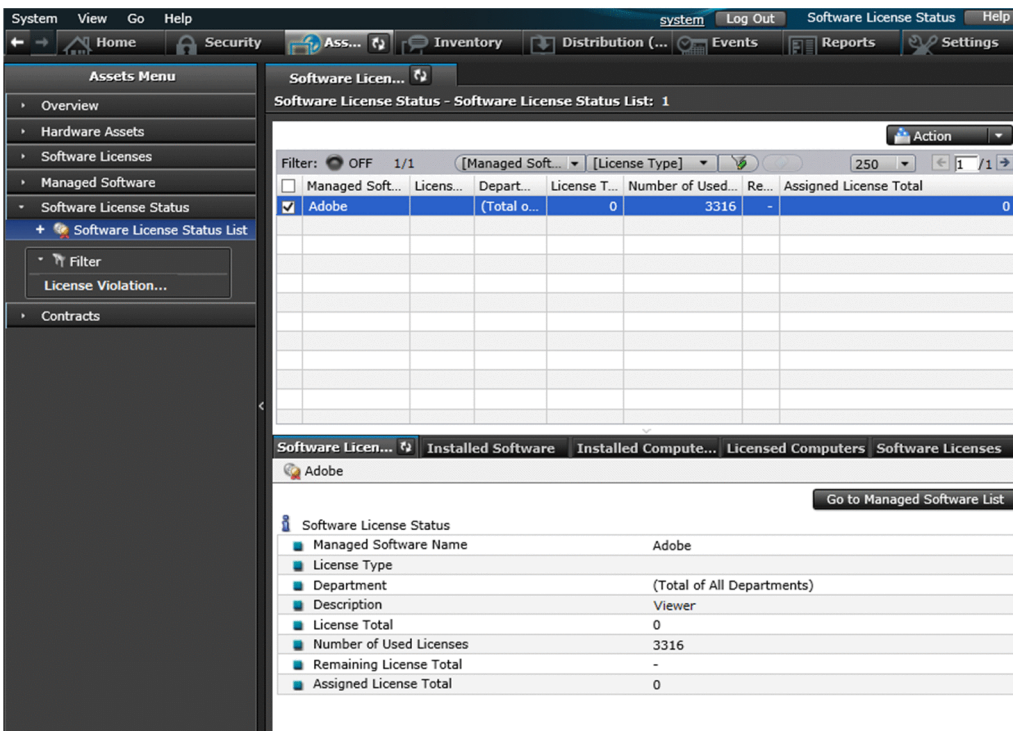 System View Go Help system Log Out Software License Status Help
Home Security Ass... Inventory Distribution (... Events Reports Settings
Assets Menu
Overview
Hardware Assets
Software Licenses
Managed Software
Software License Status
+ Software License Status List
Filter
License Violation...
Contracts
Software Licen...
Software License Status - Software License Status List: 1
Action
Filter: OFF 1/1 [Managed Soft... [License Type] 250 1 /1
Managed Soft... Licens... Depart... License T... Number of Used... Re... Assigned License Total
Adobe (Total o... 0 3316 - 0
Software Licen... Installed Software Installed Compute... Licensed Computers Software Licenses
Adobe
Go to Managed Software List
Software License Status
Managed Software Name Adobe
License Type
Department (Total of All Departments)
Description Viewer
License Total 0
Number of Used Licenses 3316
Remaining License Total -
Assigned License Total 0